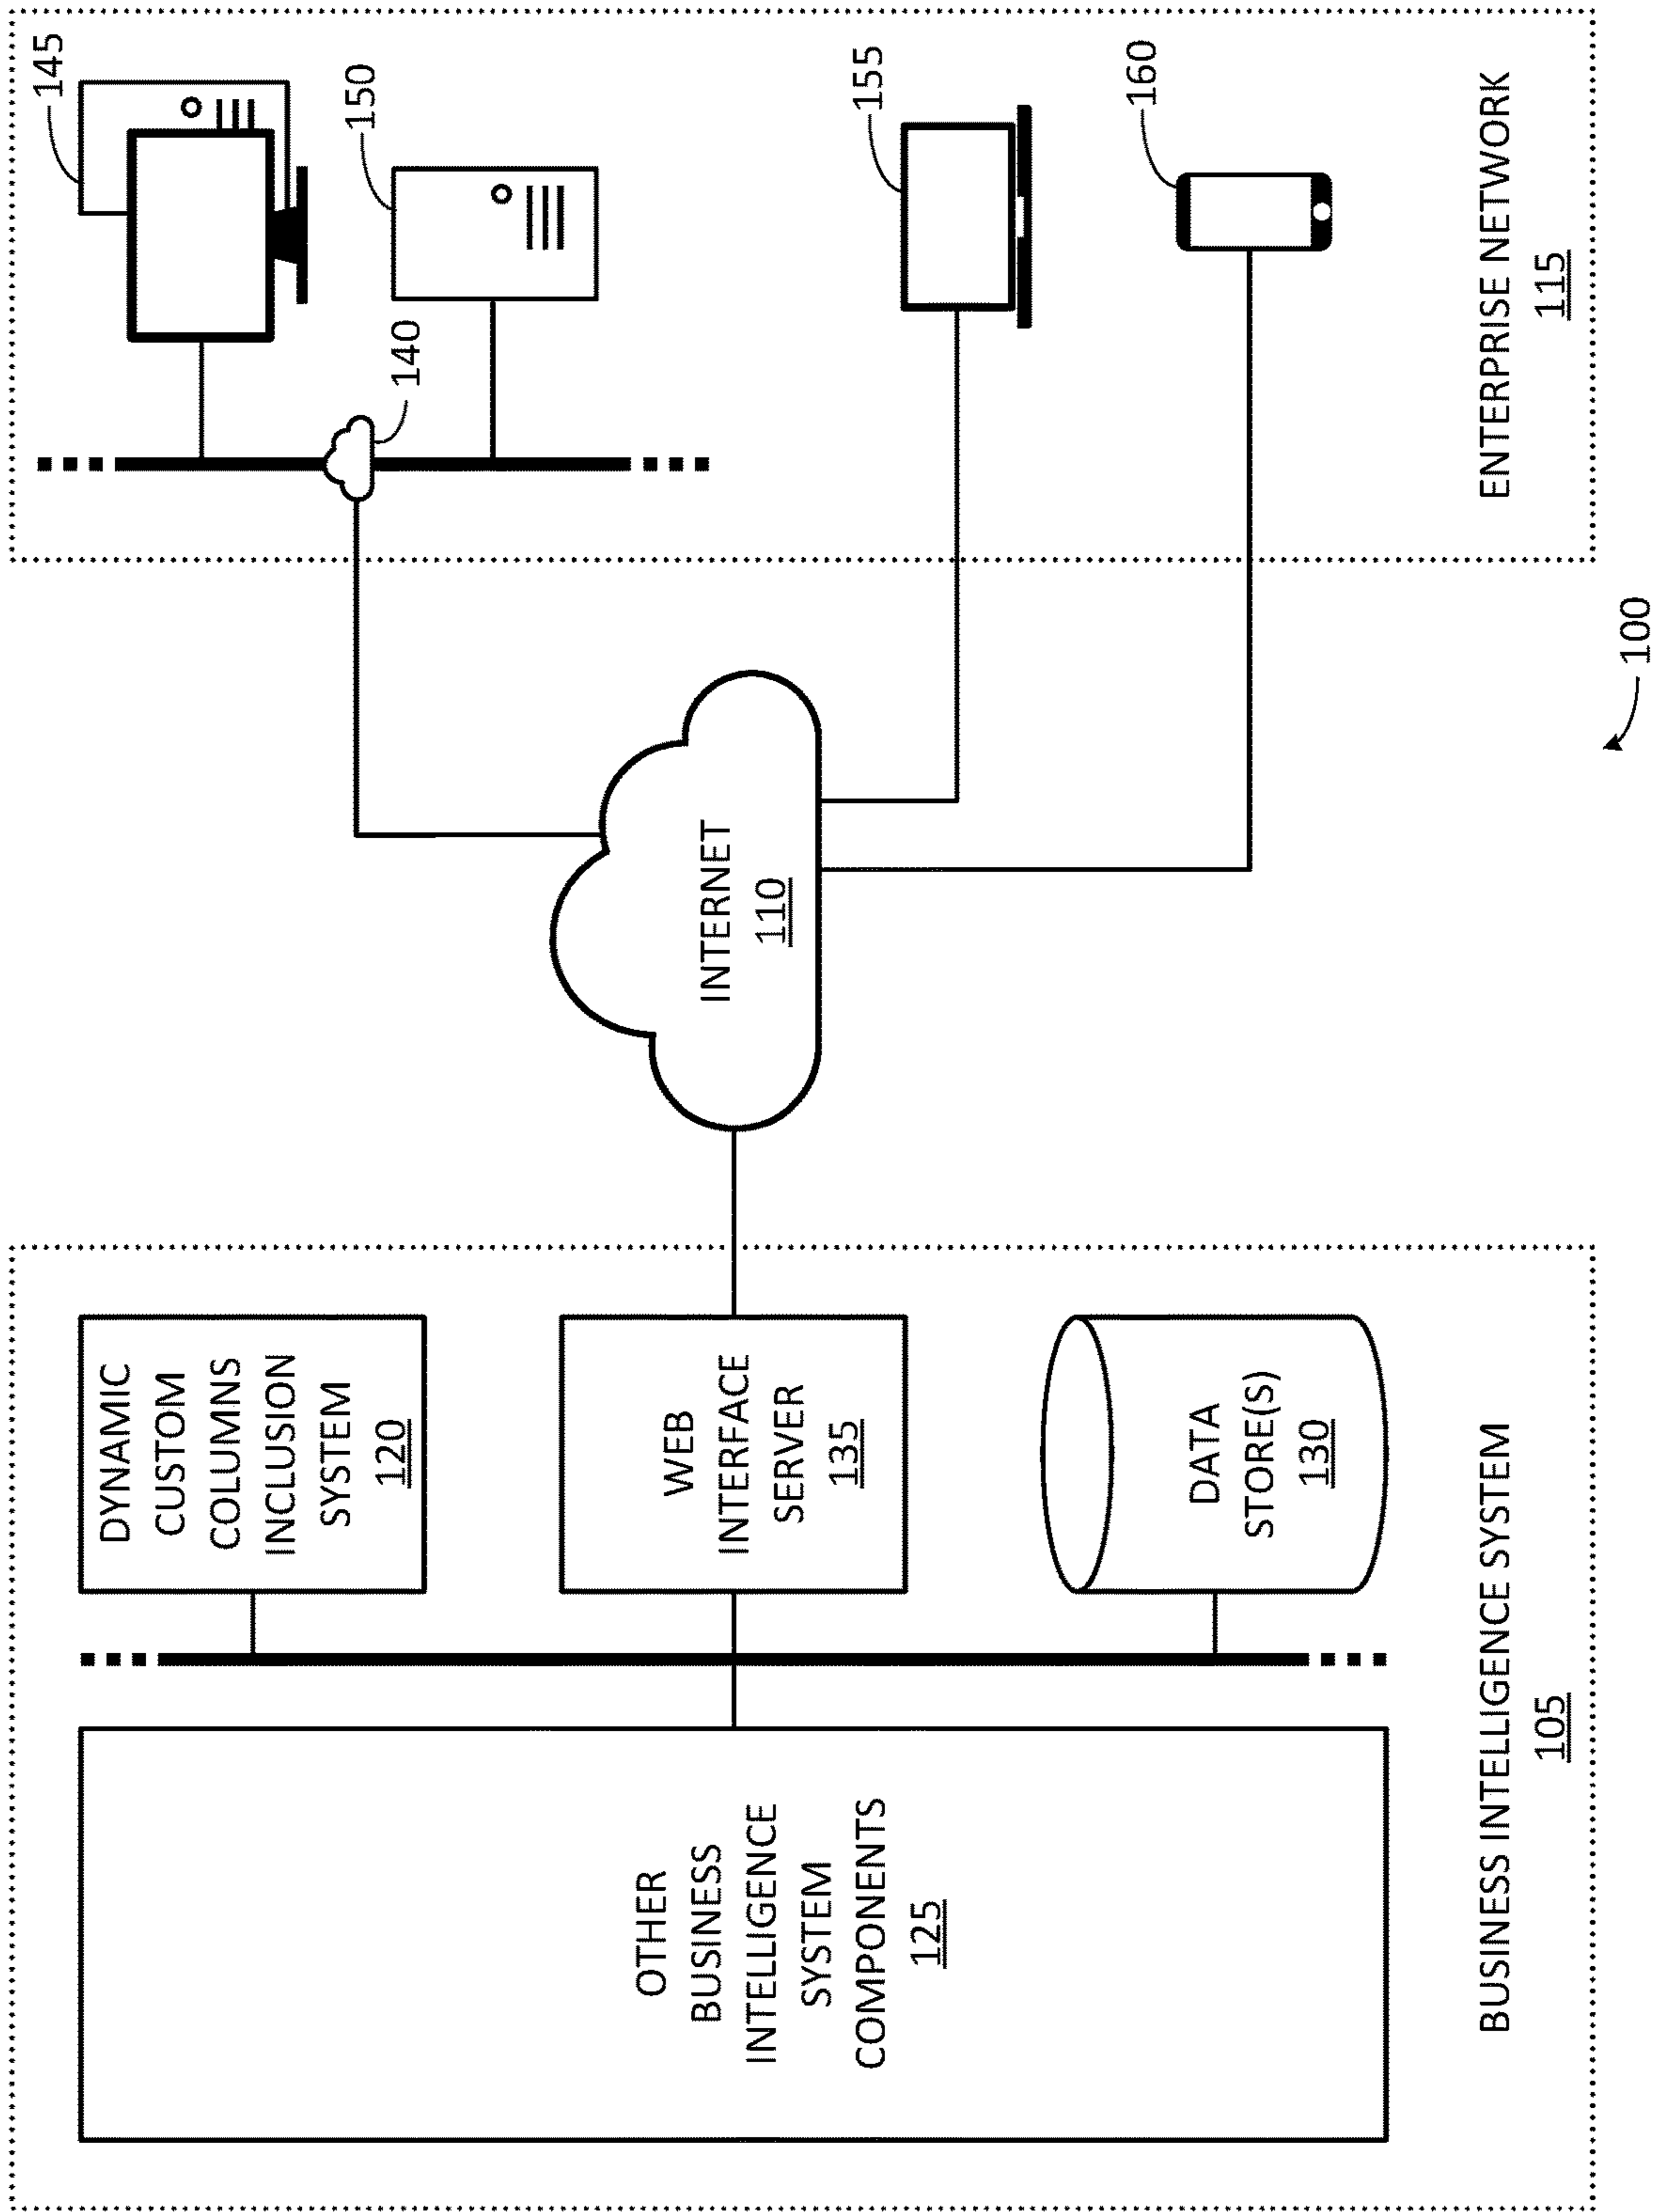 OTHER
BUSINESS
INTELLIGENCE
SYSTEM
COMPONENTS
125
DYNAMIC
CUSTOM
COLUMNS
INCLUSION
SYSTEM
120
WEB
INTERFACE
SERVER
135
DATA
STORE(S)
130
BUSINESS INTELLIGENCE SYSTEM
105
INTERNET
110
145
150
140
155
160
ENTERPRISE NETWORK
115
100